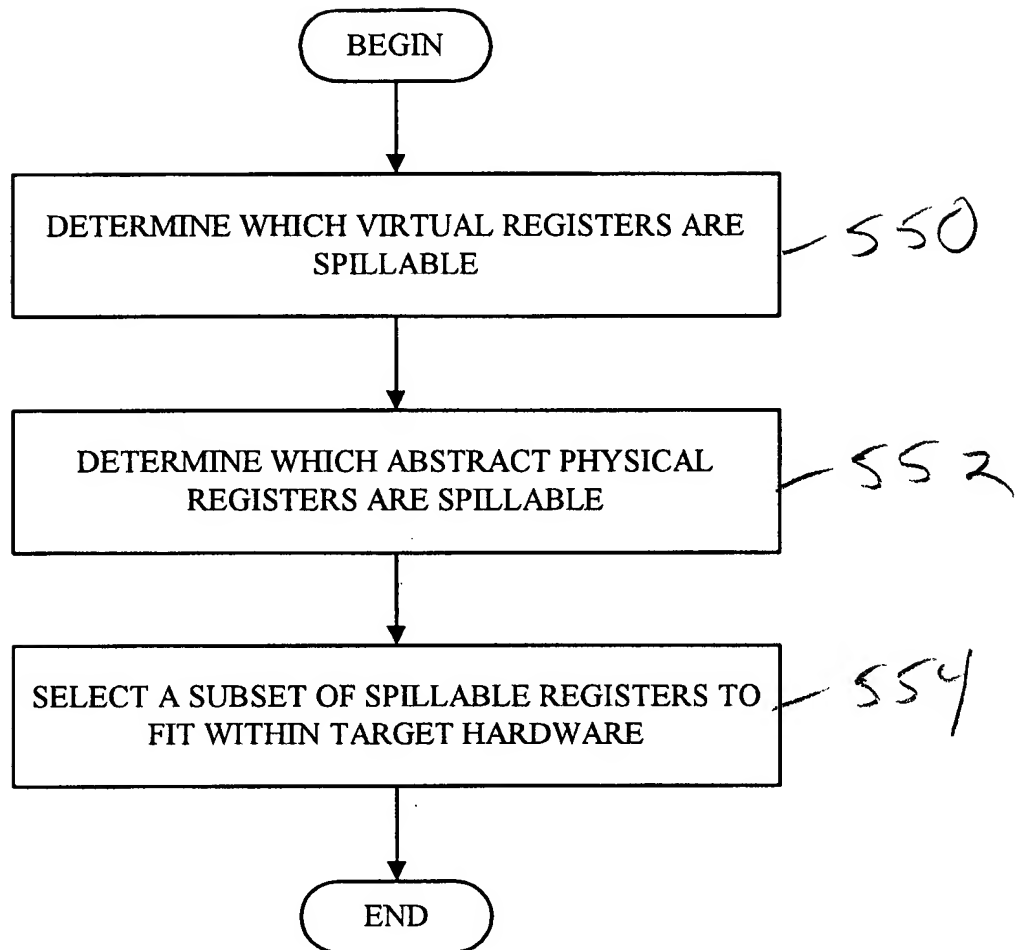 BEGIN
DETERMINE WHICH VIRTUAL REGISTERS ARE
SPILLABLE
550
DETERMINE WHICH ABSTRACT PHYSICAL
REGISTERS ARE SPILLABLE
552
SELECT A SUBSET OF SPILLABLE REGISTERS TO
FIT WITHIN TARGET HARDWARE
554
END